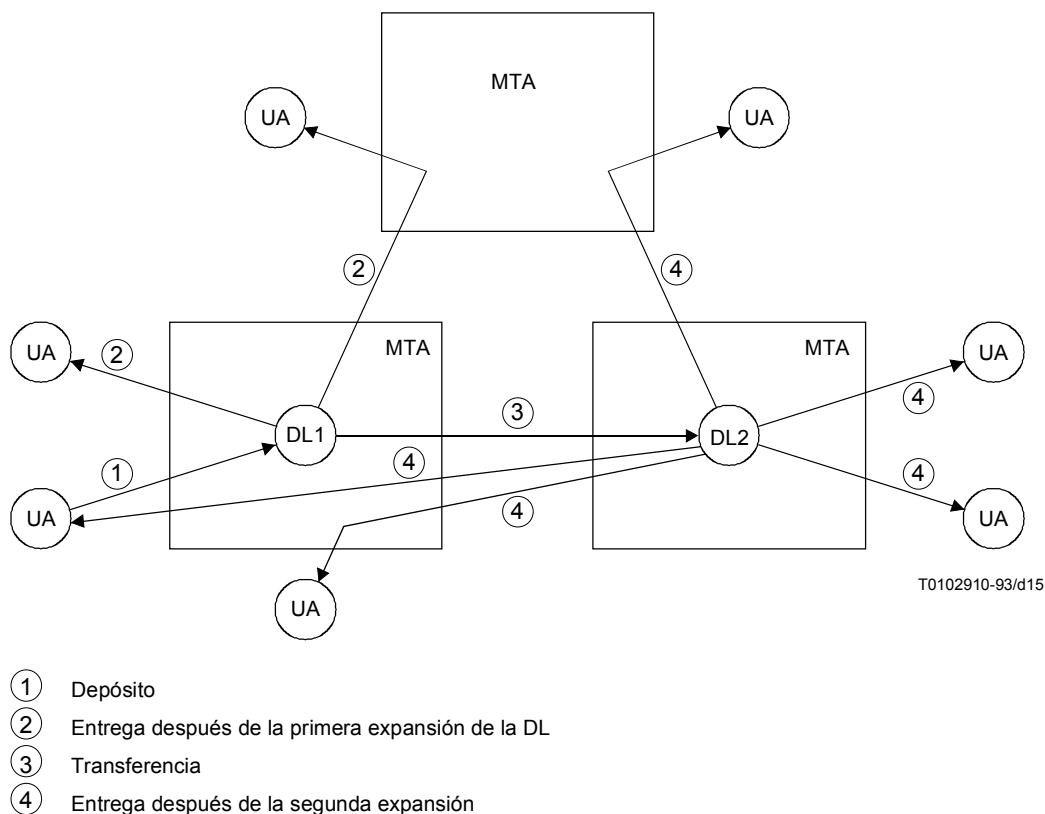 MTA
UA
UA
2
4
UA
2
MTA
MTA
UA
DL1
3
DL2
4
1
4
4
UA
4
UA
UA
T0102910-93/d15
1 Depósito
2 Entrega después de la primera expansión de la DL
3 Transferencia
4 Entrega después de la segunda expansión